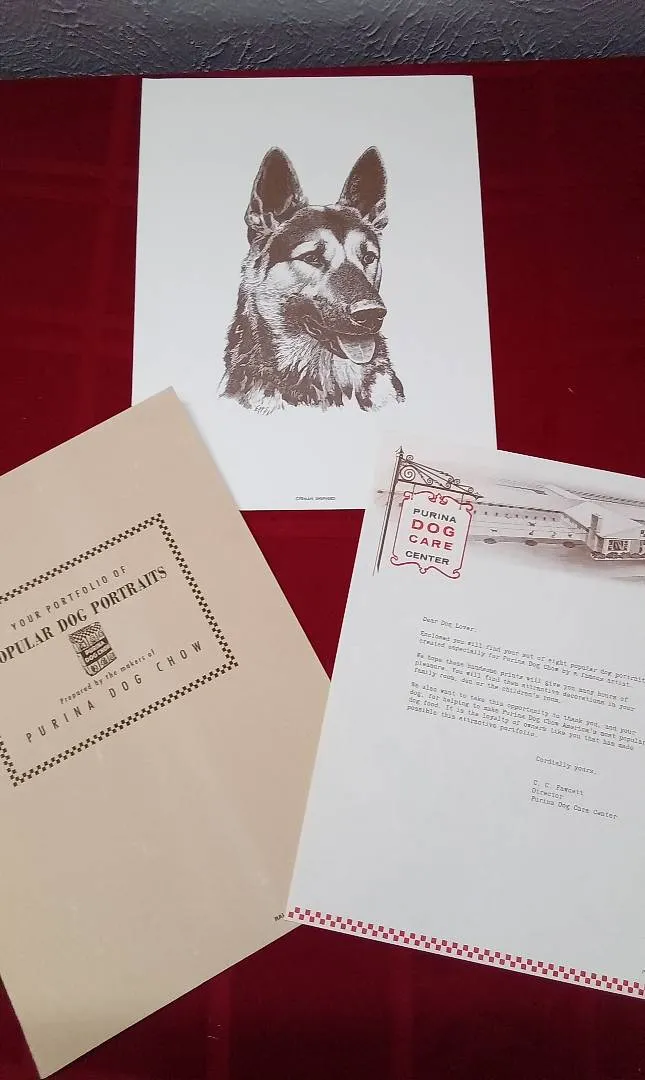 GERMAN SHEPHERD
YOUR PORTFOLIO OF
OPULAR DOG PORTRAITS
Prepared by the makers of
PURINA DOG CHOW
PURINA
DOG
CARE
CENTER
Dear Dog Lover:
Enclosed you will find your set of eight popular dog portrait
created especially for Purina Dog Chow by a famous artist.
We hope these handsome prints will give you many hours of
pleasure. You will find them attractive decorations in your
family room, den or the children's room.
We also want to take this opportunity to thank you, and your
dog, for helping to make Purina Dog Chow America's most popular
dog food. It is the loyalty of owners like you that has made
possible this attractive portfolio.
Cordially yours,
C. C. Fawcett
Director
Purina Dog Care Center